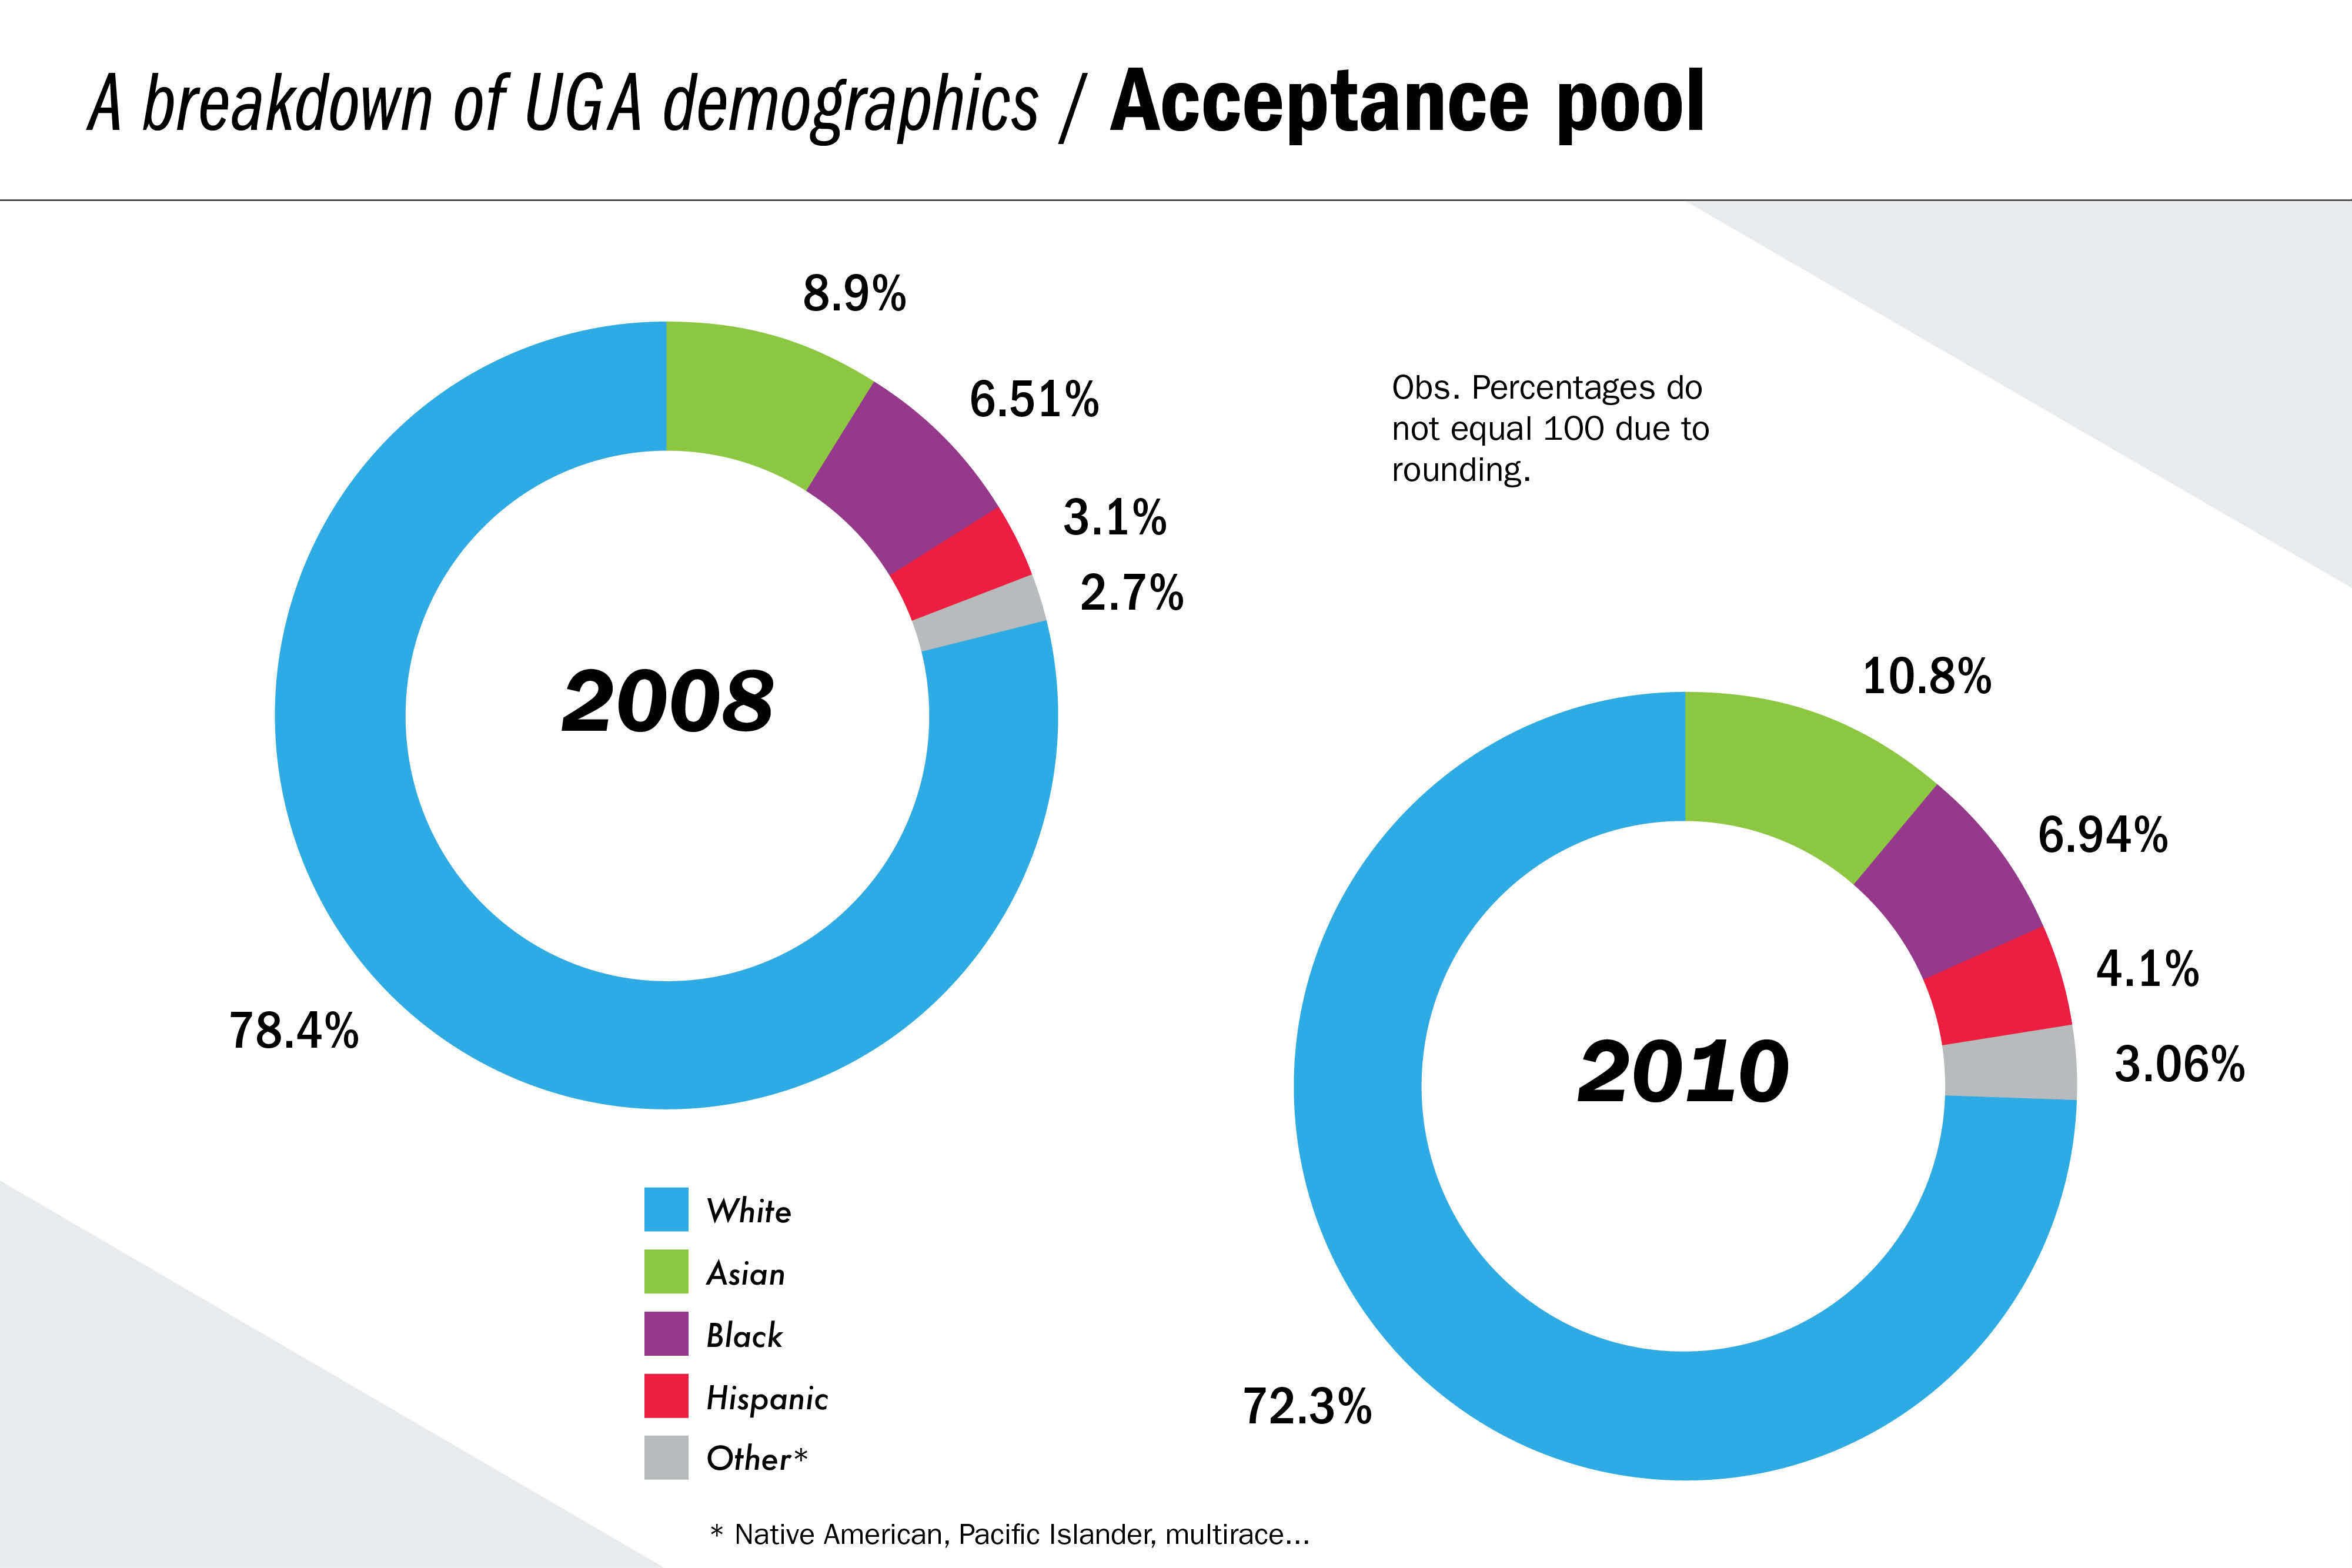 A breakdown of UGA demographics / Acceptance pool
8.9%
6.51%
3.1%
2.7%
78.4%
2008
Obs. Percentages do
not equal 100 due to
rounding.
10.8%
6.94%
4.1%
3.06%
72.3%
2010
White
Asian
Black
Hispanic
Other*
* Native American, Pacific Islander, multirace...